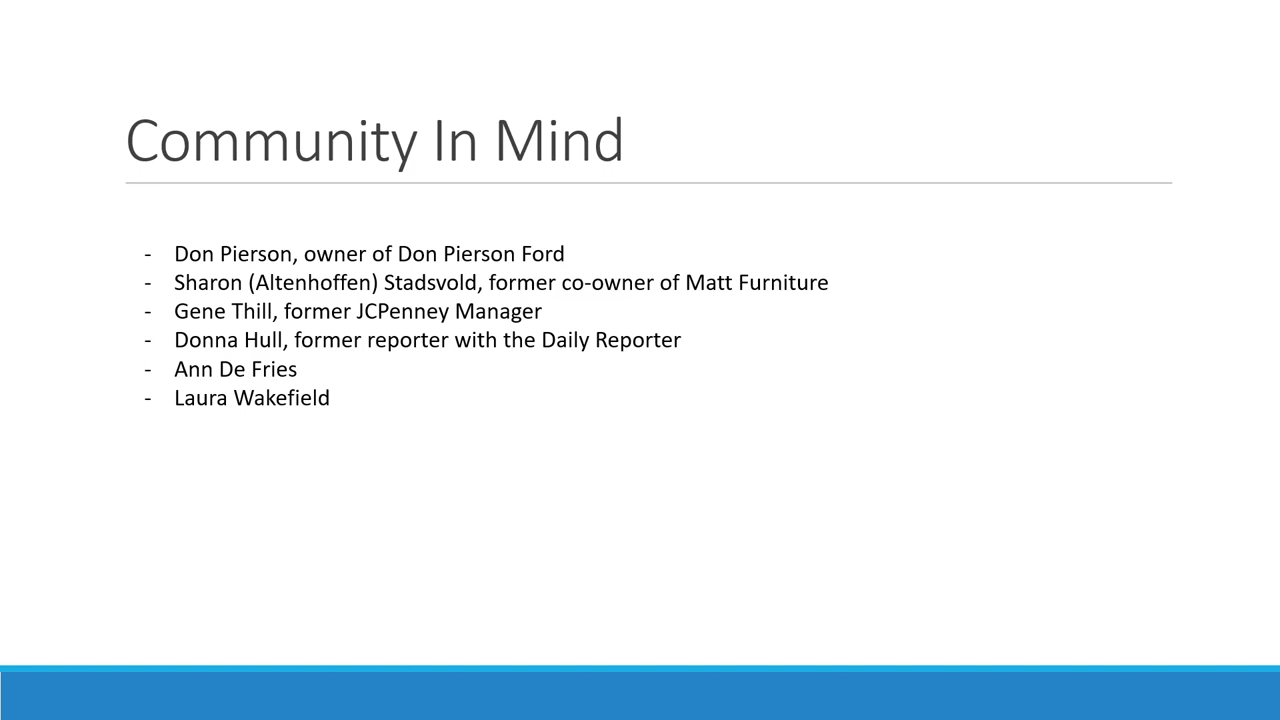 Community In Mind
- Don Pierson, owner of Don Pierson Ford
- Sharon (Altenhoffen) Stadsvold, former co-owner of Matt Furniture
- Gene Thill, former JCPenney Manager
- Donna Hull, former reporter with the Daily Reporter
- Ann De Fries
- Laura Wakefield